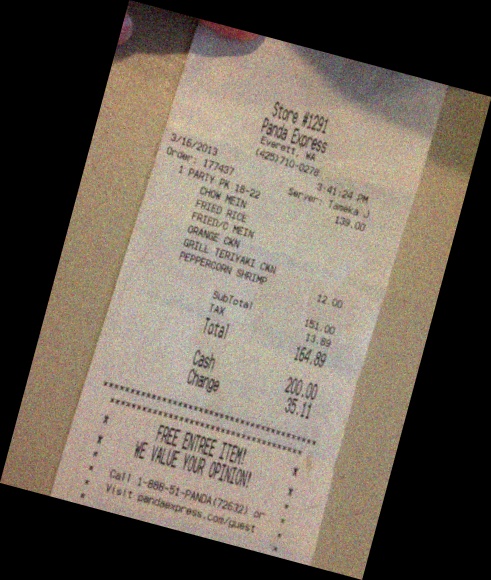 Store #1291
Panda Express
Everett, WA
(425)710-0278
3/16/2013 3:41:24 PM
Order: 177437 Server: Tameka J
1 PARTY PK 18-22 139.00
CHOW MEIN
FRIED RICE
FRIED/C MEIN
ORANGE CKN
GRILL TERIYAKI CKN
PEPPERCORN SHRIMP 12.00
SubTotal 151.00
TAX 13.89
Total 164.89
Cash 200.00
Change 35.11
FREE ENTREE ITEM!
WE VALUE YOUR OPINION!
Call 1-888-51-PANDA(72632) or
Visit pandaexpress.com/guest